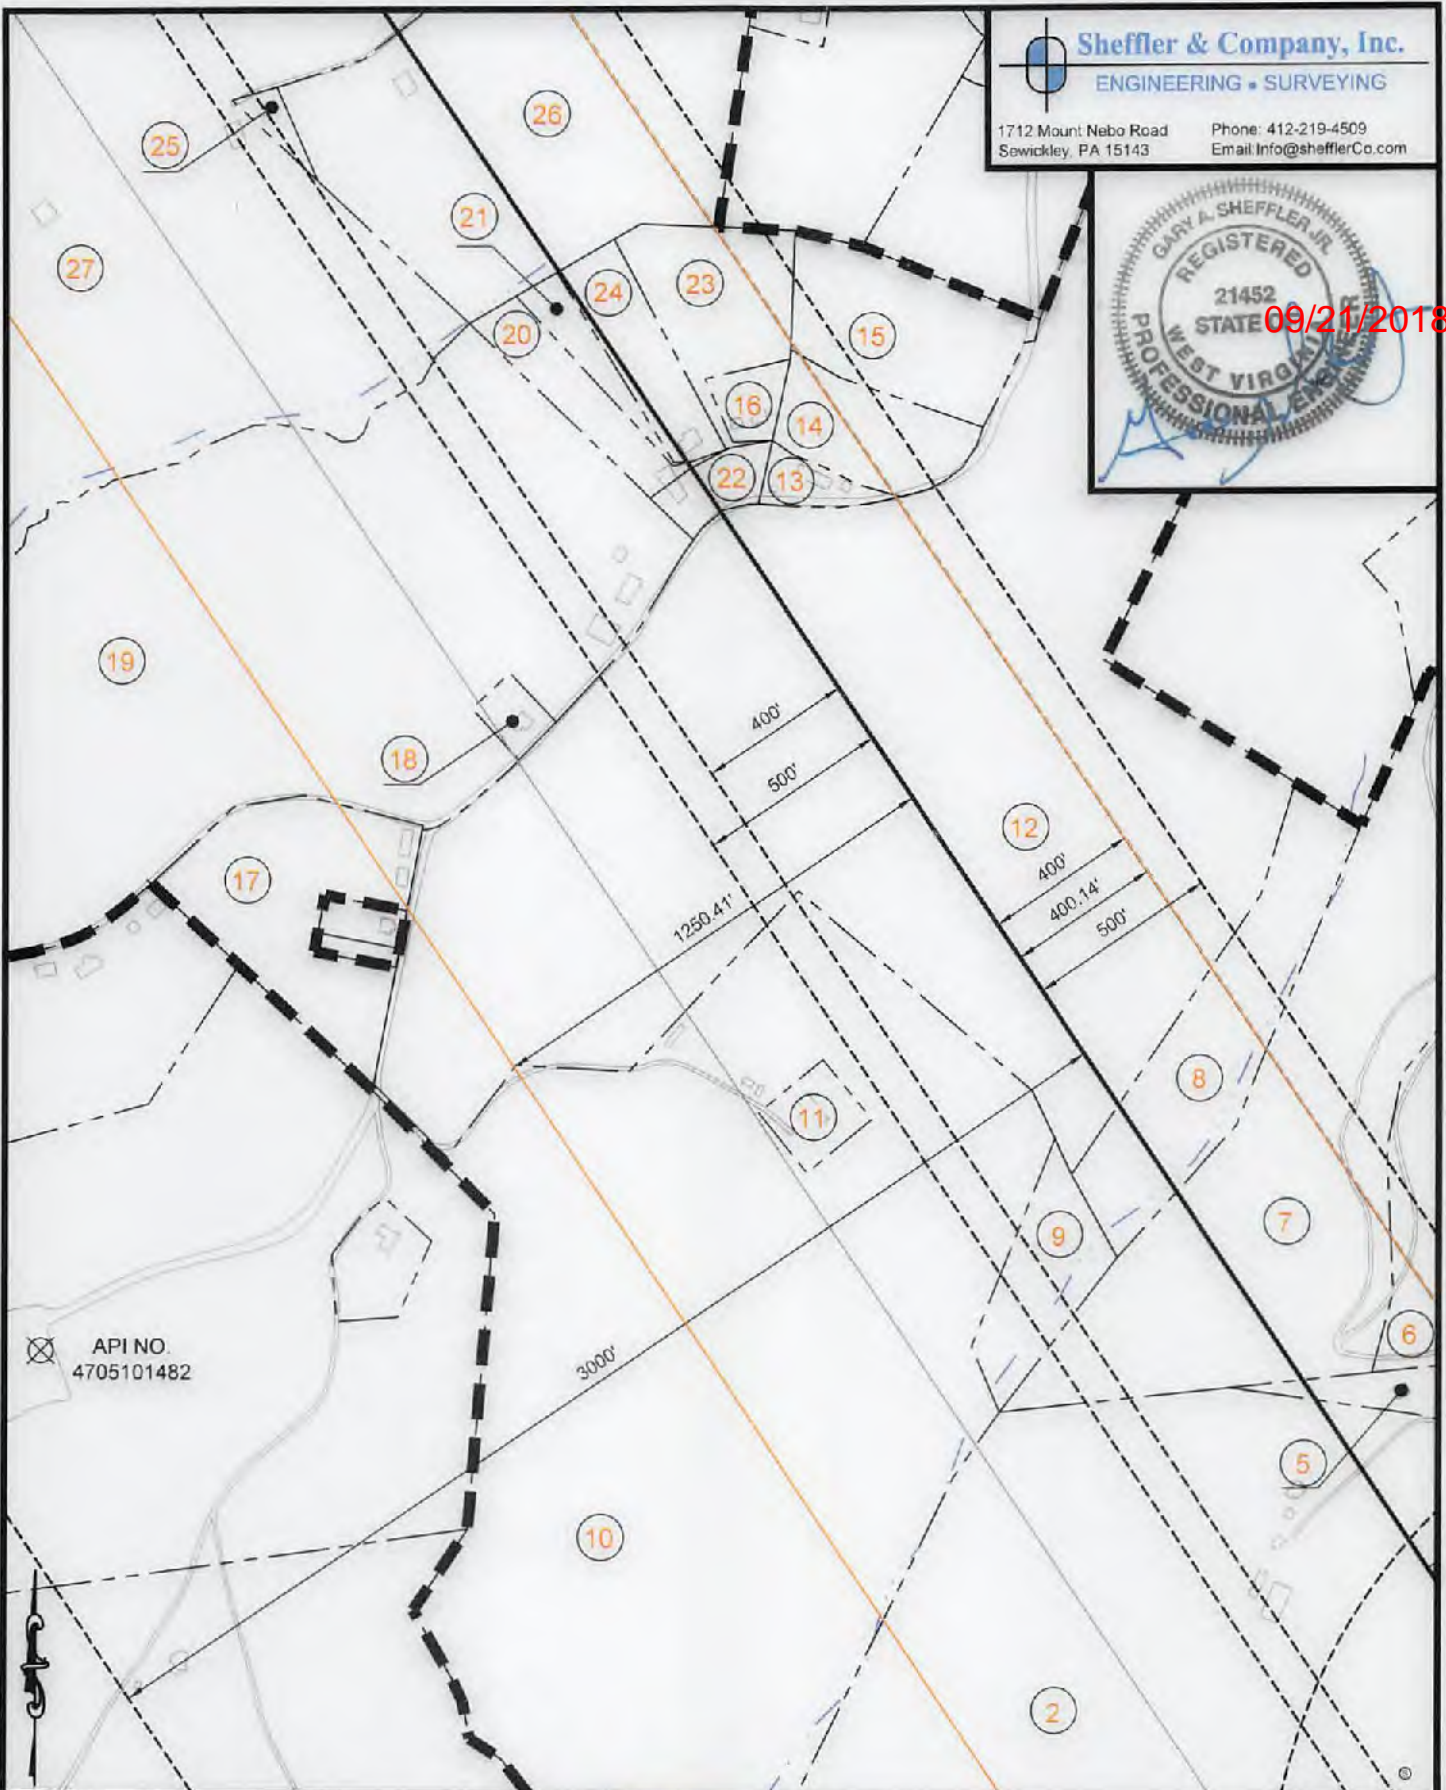 Sheffler & Company, Inc.
ENGINEERING • SURVEYING
1712 Mount Nebo Road
Sewickley, PA 15143
Phone: 412-219-4509
Email:Info@shefflerCo.com
GARY A. SHEFFLER JR.
REGISTERED
21452
STATE
WEST VIRGINIA
PROFESSIONAL ENGINEER
09/21/2018
25
26
27
21
24
23
20
15
16
14
22
13
19
18
17
12
400'
500'
1250.41'
400'
400.14'
500'
8
11
9
7
6
API NO.
4705101482
3000'
5
10
2